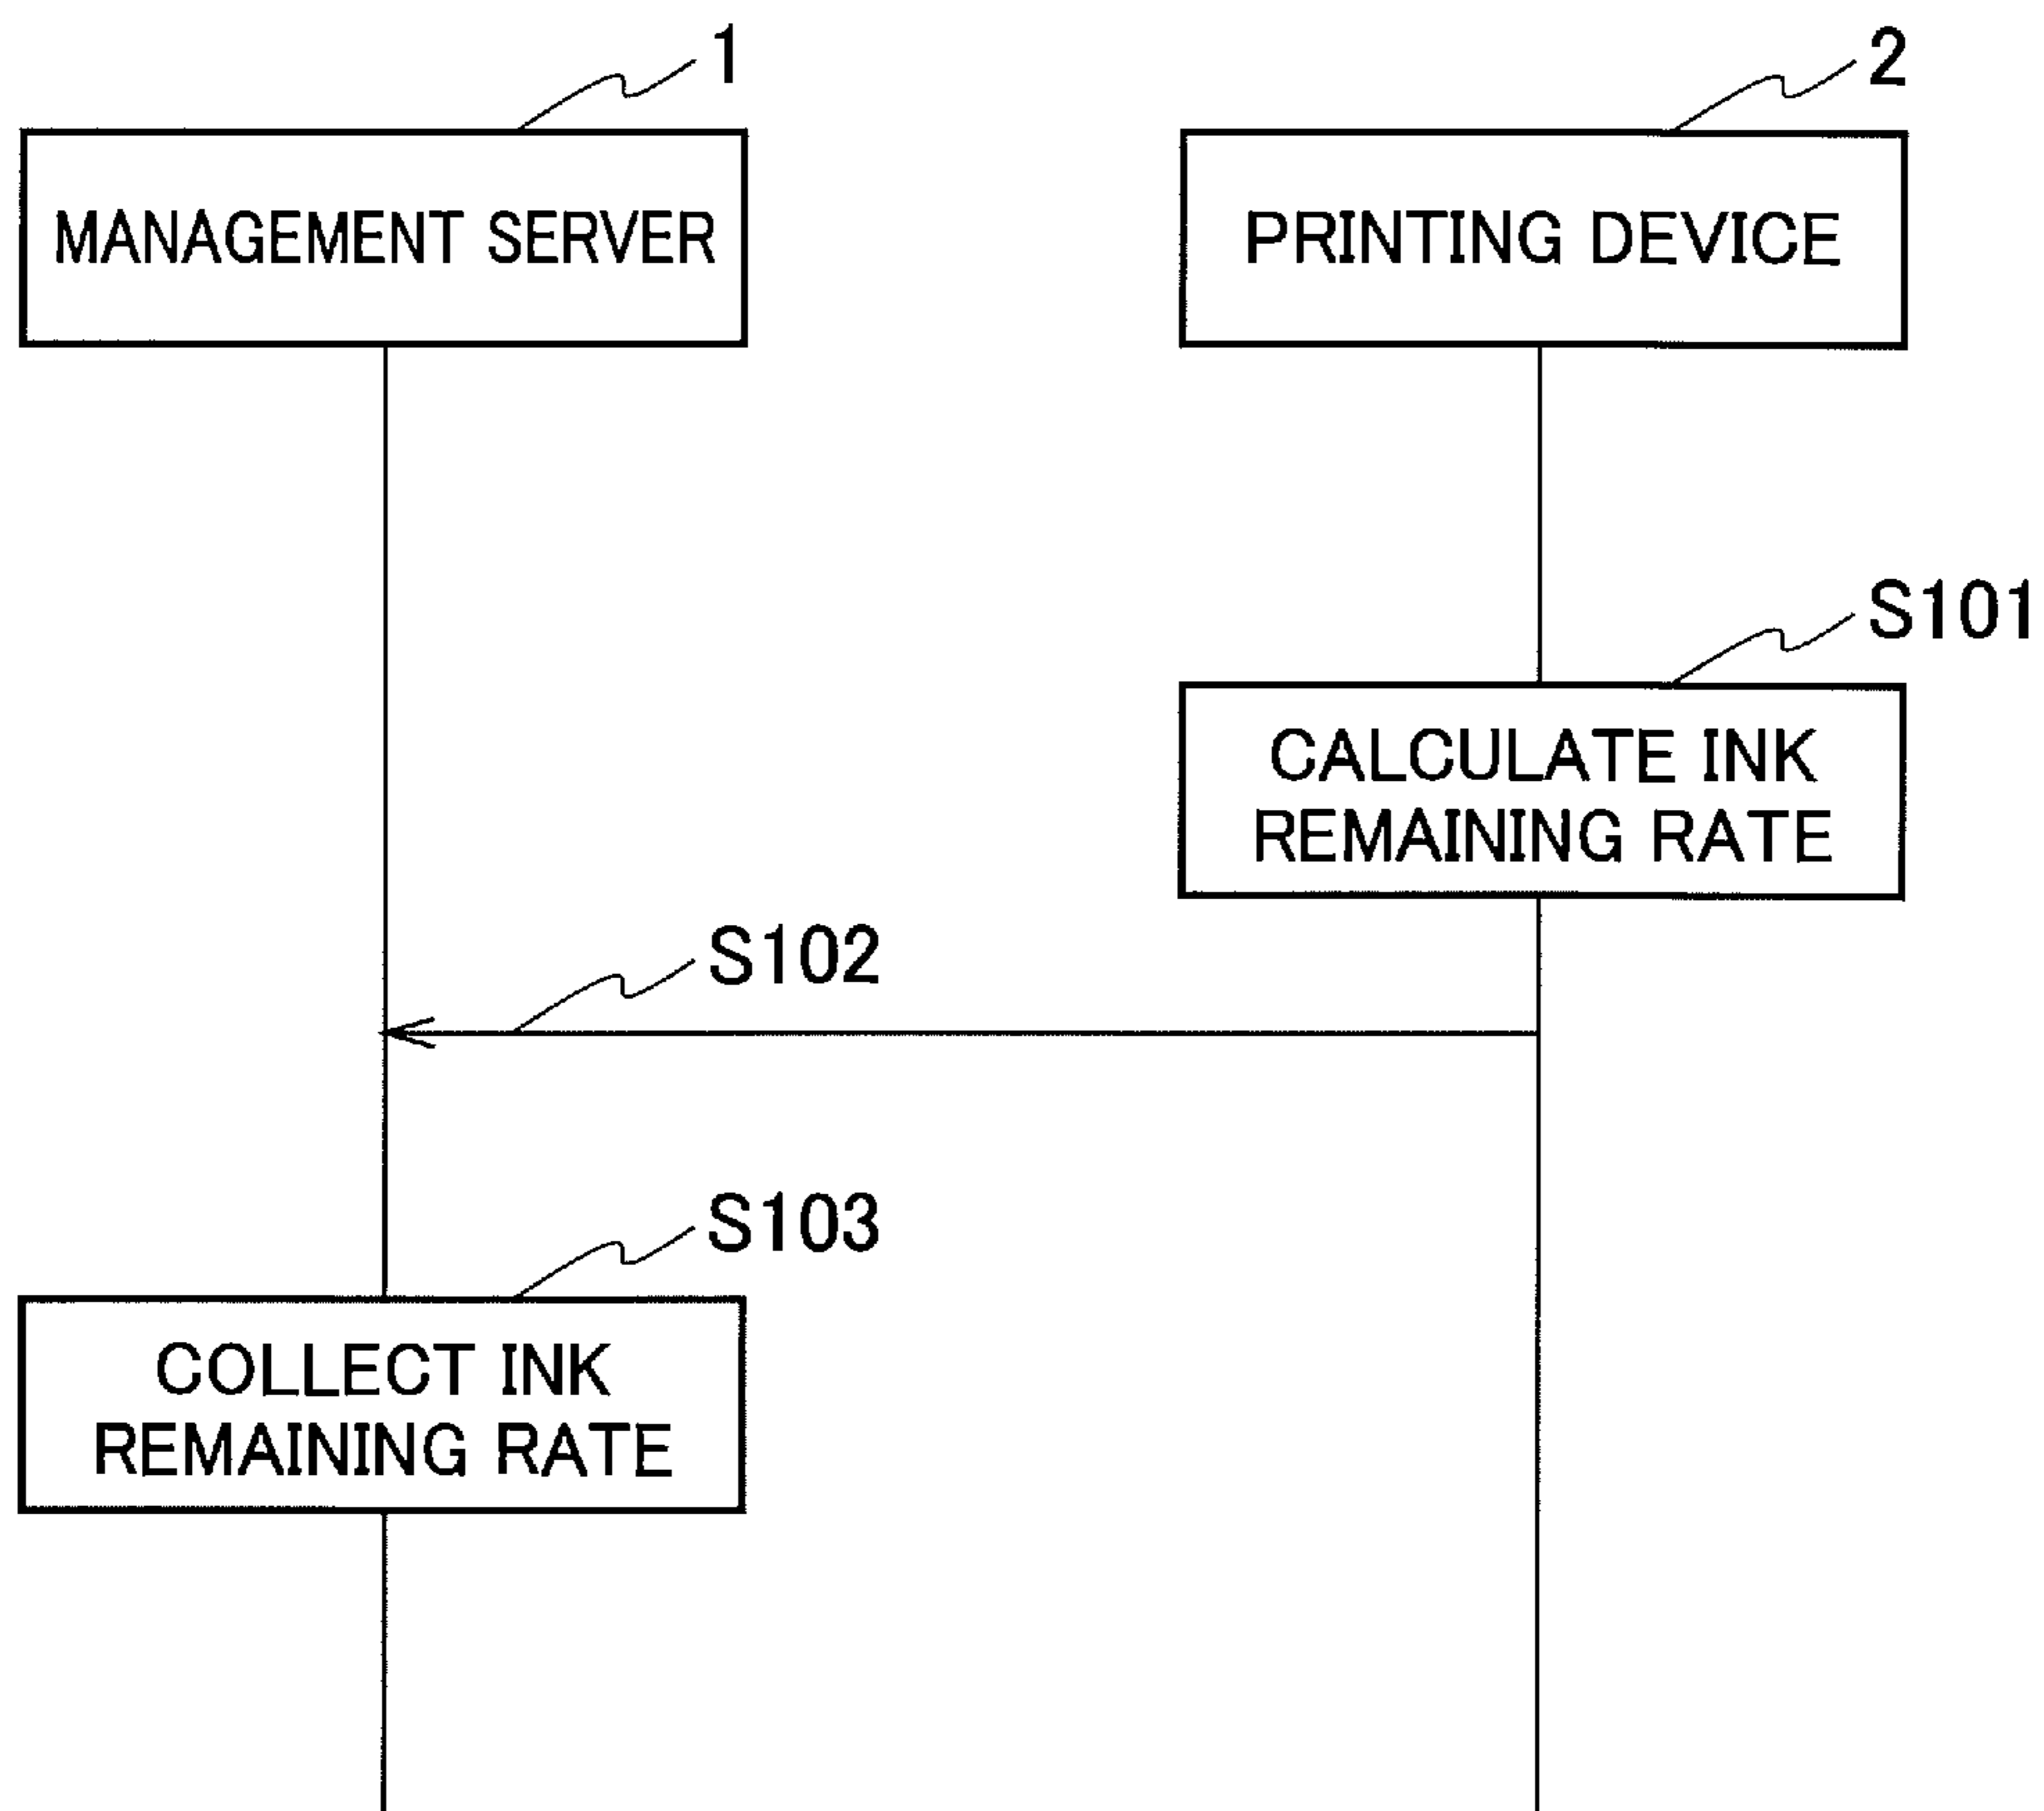 1
2
MANAGEMENT SERVER
PRINTING DEVICE
S101
CALCULATE INK
REMAINING RATE
S102
S103
COLLECT INK
REMAINING RATE